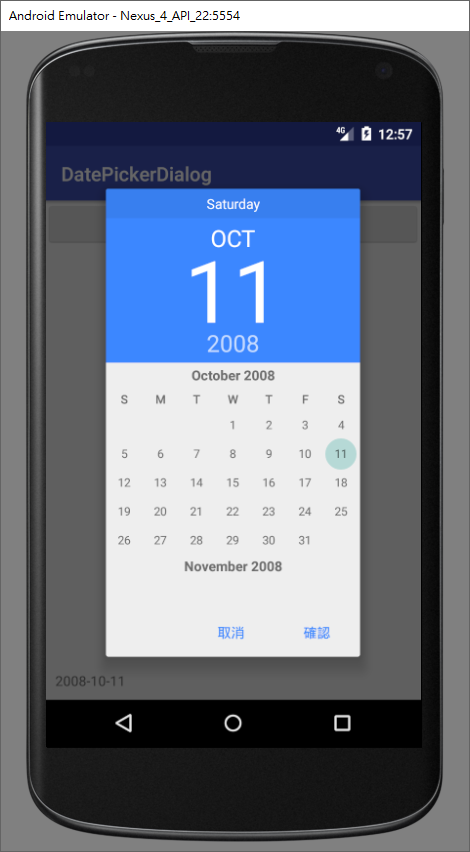 Android Emulator - Nexus_4_API_22:5554
4G 12:57
DatePickerDialog
Saturday
OCT
11
2008
October 2008
S M T W T F S
1 2 3 4
5 6 7 8 9 10 11
12 13 14 15 16 17 18
19 20 21 22 23 24 25
26 27 28 29 30 31
November 2008
取消 確認
2008-10-11